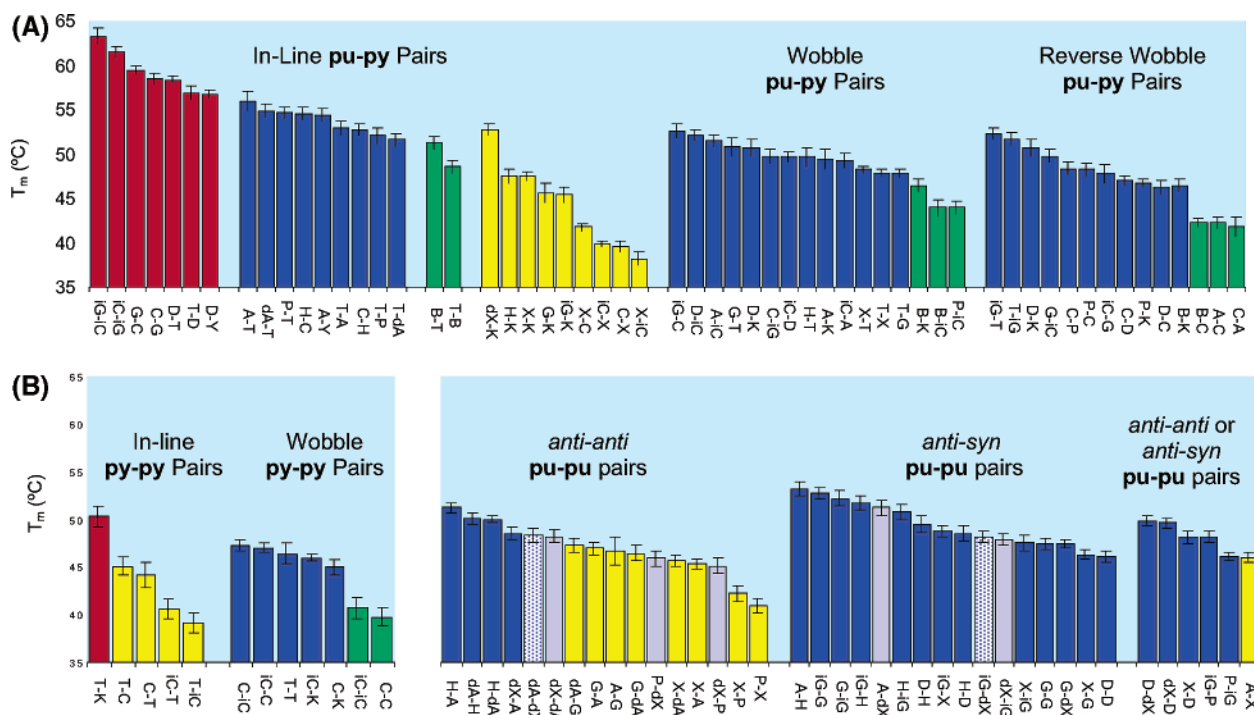 (A)
65
60
55
50
45
40
35
Tm (ºC)
In-Line pu-py Pairs
Wobble
pu-py Pairs
Reverse Wobble
pu-py Pairs
iG-iC
iC-iG
G-C
C-G
D-T
T-D
D-Y
A-T
dA-T
P-T
H-C
A-Y
T-A
C-H
T-P
T-dA
B-T
T-B
dX-K
H-K
X-K
G-K
iG-K
X-C
iC-X
C-X
X-iC
iG-C
D-iC
A-iC
G-T
D-K
C-iG
iC-D
H-T
A-K
iC-A
X-T
T-X
T-G
B-K
B-iC
P-iC
iG-T
T-iG
D-K
G-iC
C-P
P-C
iC-G
C-D
P-K
D-C
B-K
B-C
A-C
C-A
(B)
65
60
55
50
45
40
35
Tm (ºC)
In-line
py-py Pairs
Wobble
py-py Pairs
anti-anti
pu-pu pairs
anti-syn
pu-pu pairs
anti-anti or
anti-syn
pu-pu pairs
T-K
T-C
C-T
iC-T
T-iC
C-iC
iC-C
T-T
iC-K
C-K
iC-iC
C-C
H-A
dA-H
H-dA
dX-A
dA-dX
dX-dA
dA-G
G-A
A-G
G-dA
P-dX
X-dA
X-A
dX-P
X-P
P-X
A-H
iG-G
G-iG
iG-H
A-dX
H-iG
D-H
iG-X
H-D
iG-dX
dX-iG
X-iG
G-G
G-dX
X-G
D-D
D-dX
dX-D
X-D
iG-P
P-iG